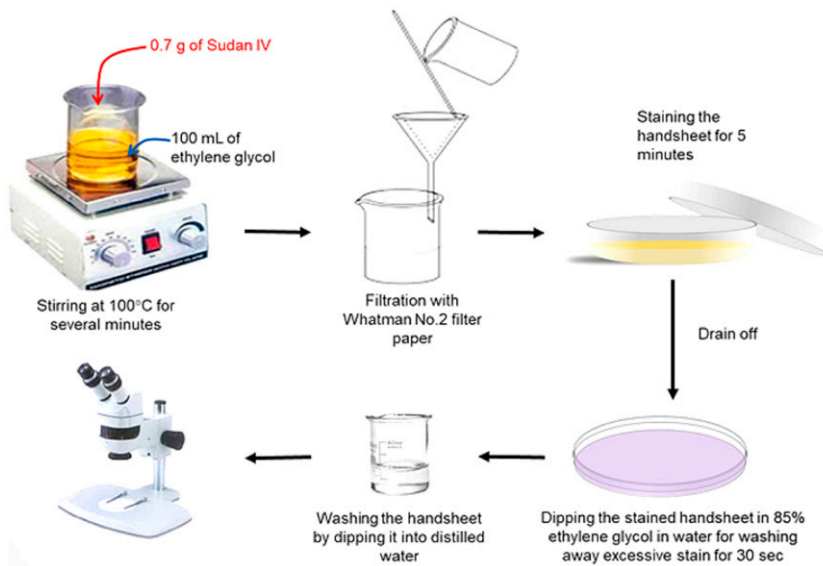 0.7 g of Sudan IV
100 mL of
ethylene glycol
Stirring at 100°C for
several minutes
Filtration with
Whatman No.2 filter
paper
Staining the
handsheet for 5
minutes
Drain off
Dipping the stained handsheet in 85%
ethylene glycol in water for washing
away excessive stain for 30 sec
Washing the handsheet
by dipping it into distilled
water